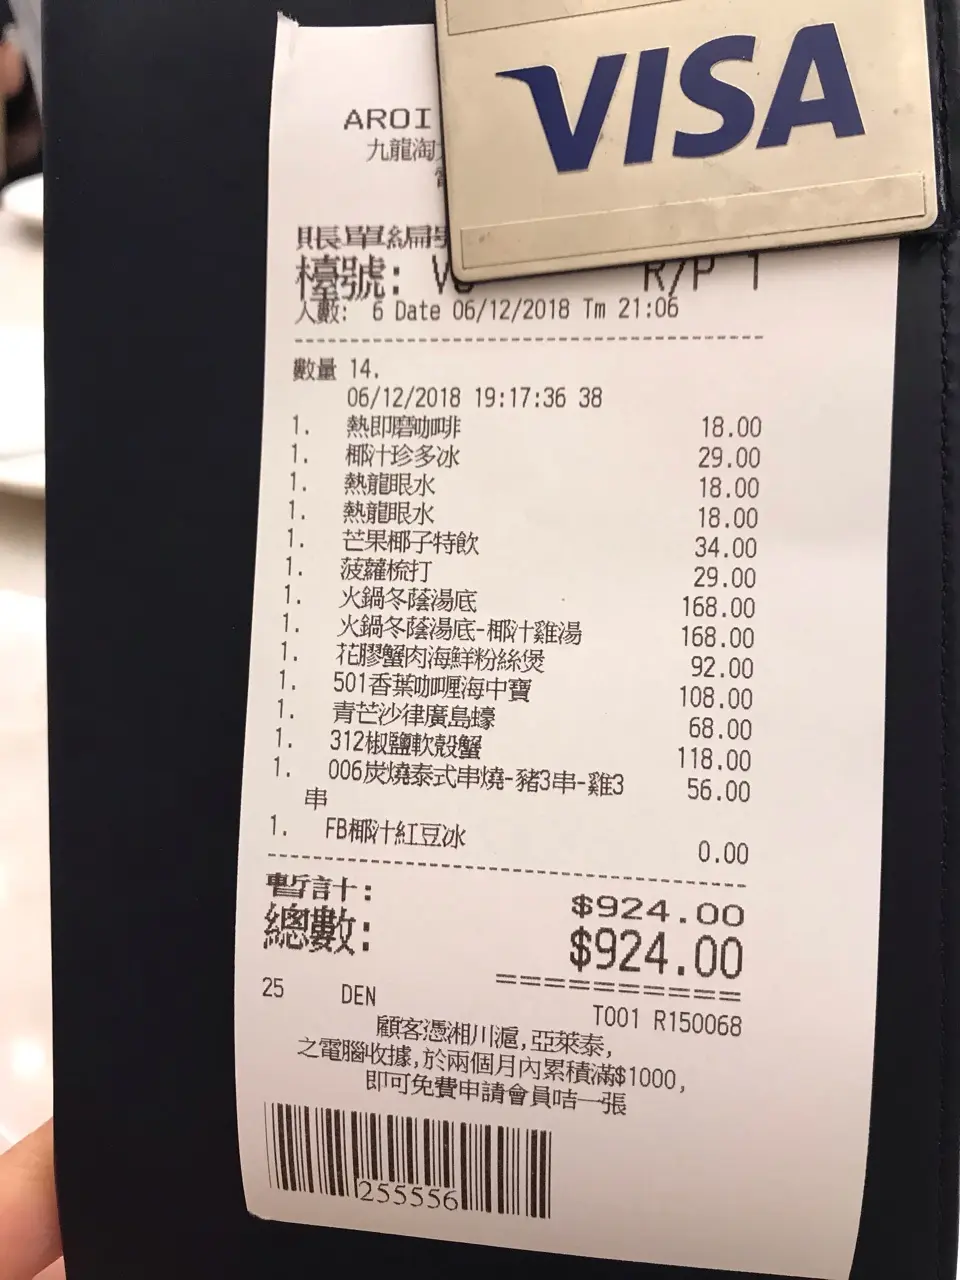 VISA
AROI
九龍淘
賬單編號
檯號: R/P 1
人數: 6 Date 06/12/2018 Tm 21:06
數量 14.
06/12/2018 19:17:36 38
1. 熱即磨咖啡 18.00
1. 椰汁珍多冰 29.00
1. 熱龍眼水 18.00
1. 熱龍眼水 18.00
1. 芒果椰子特飲 34.00
1. 菠蘿梳打 29.00
1. 火鍋冬蔭湯底 168.00
1. 火鍋冬蔭湯底-椰汁雞湯 168.00
1. 花膠蟹肉海鮮粉絲煲 92.00
1. 501香葉咖喱海中寶 108.00
1. 青芒沙律廣島蠔 68.00
1. 312椒鹽軟殼蟹 118.00
1. 006炭燒泰式串燒-豬3串-雞3 56.00
串
1. FB椰汁紅豆冰 0.00
暫計: $924.00
總數: $924.00
25 DEN T001 R150068
顧客憑湘川滬,亞萊泰,
之電腦收據,於兩個月內累積滿$1000,
即可免費申請會員咭一張
255556